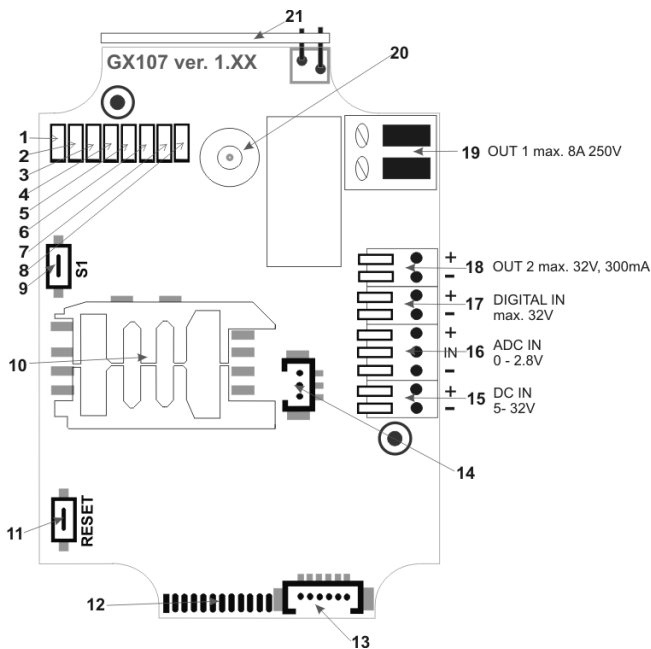 21
GX107 ver. 1.XX
20
1
2
3
4
5
6
7
8
9
S1
19 OUT 1 max. 8A 250V
+
18 OUT 2 max. 32V, 300mA
-
+
17 DIGITAL IN
max. 32V
-
+
IN 16 ADC IN
0 - 2.8V
-
+
15 DC IN
5- 32V
-
10
14
11
RESET
12
13